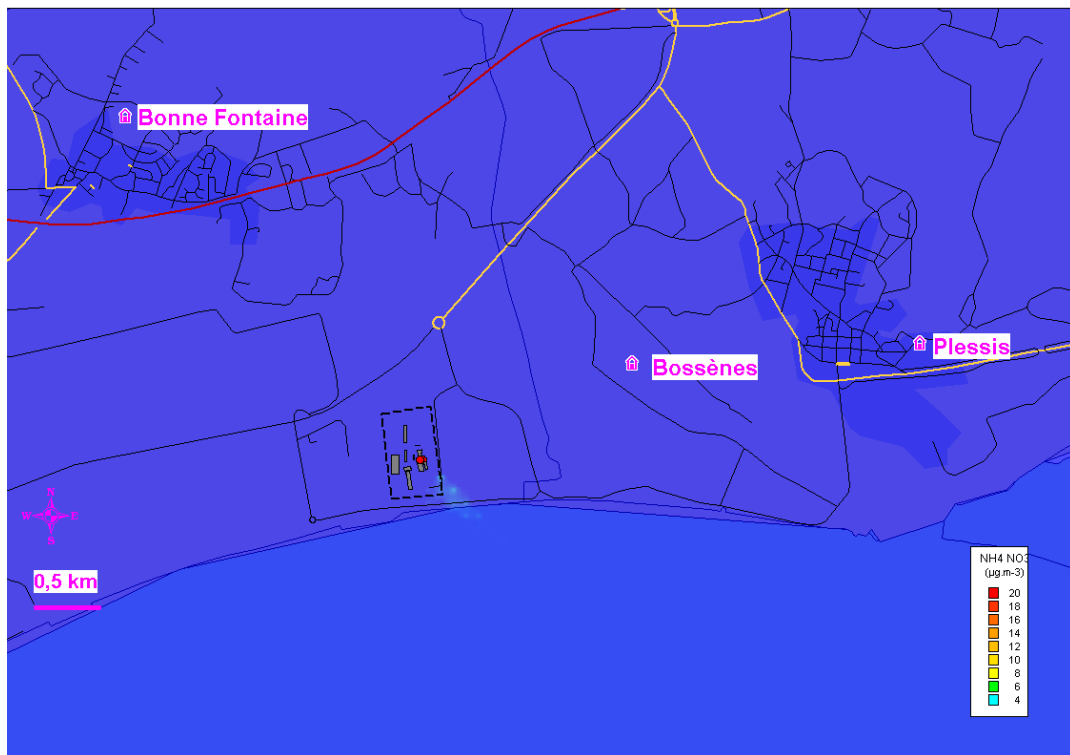 Bonne Fontaine
Plessis
Bossènes
N
W E
S
0,5 km
NH4 NO3
(µg.m-3)
20
18
16
14
12
10
8
6
4